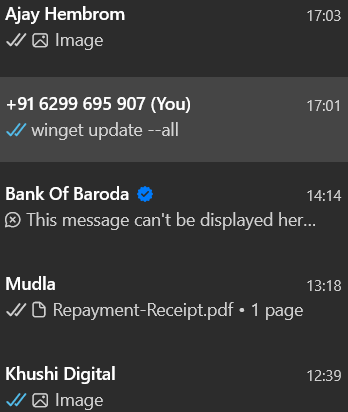 Ajay Hembrom 17:03
Image
+91 6299 695 907 (You) 17:01
winget update --all
Bank Of Baroda 14:14
This message can't be displayed her...
Mudla 13:18
Repayment-Receipt.pdf • 1 page
Khushi Digital 12:39
Image